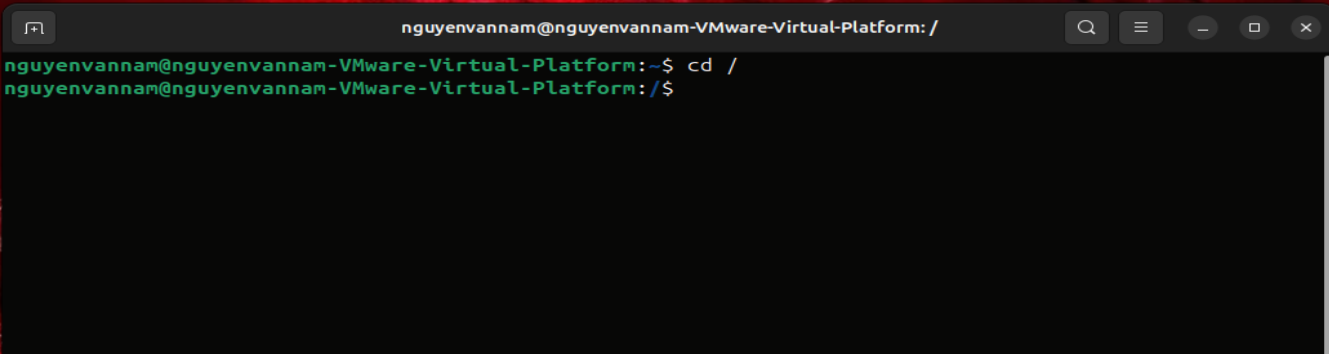 nguyenvannam@nguyenvannam-VMware-Virtual-Platform: /
nguyenvannam@nguyenvannam-VMware-Virtual-Platform:~$ cd /
nguyenvannam@nguyenvannam-VMware-Virtual-Platform:/$